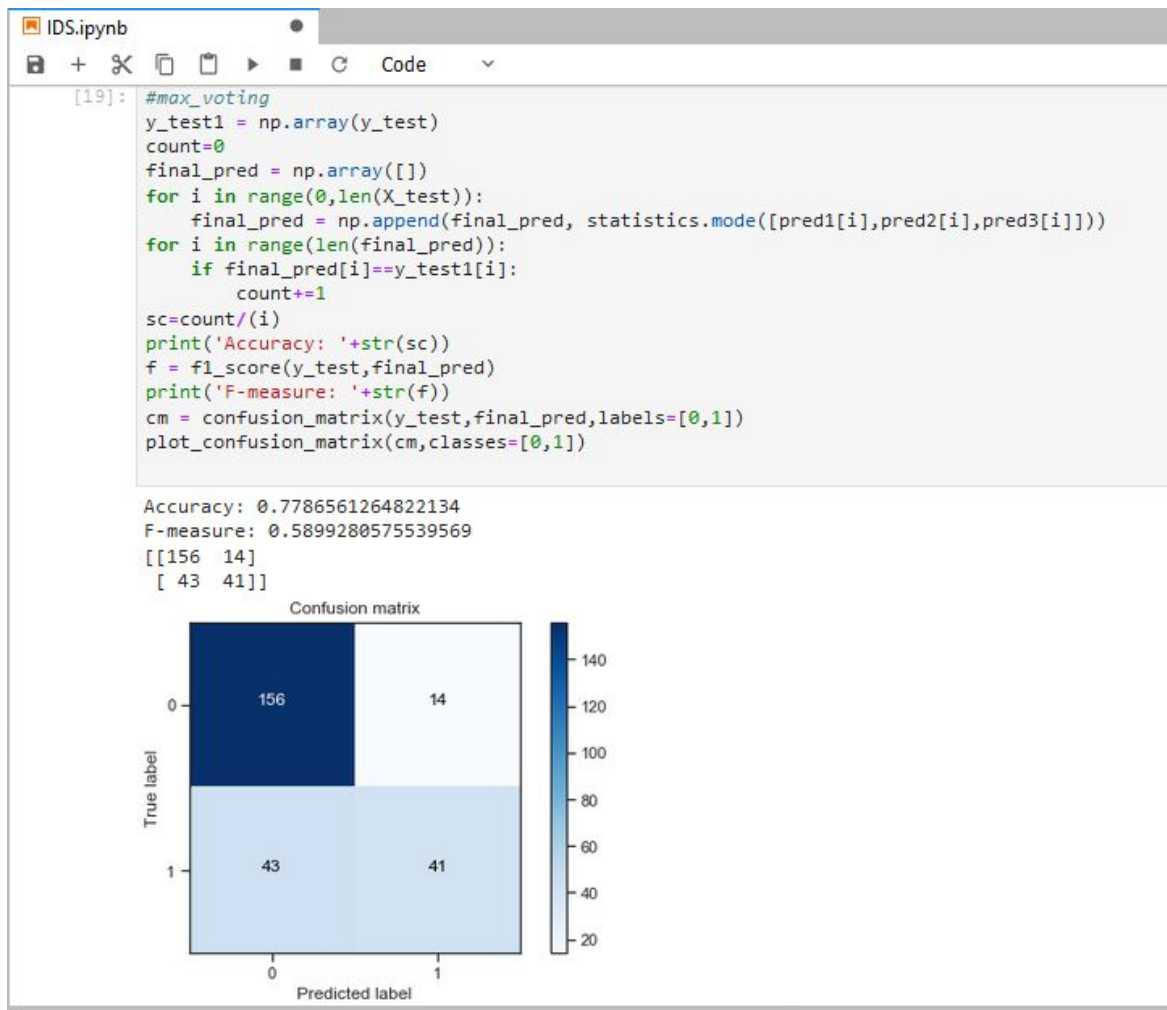 IDS.ipynb
Code
[19]: #max_voting
y_test1 = np.array(y_test)
count=0
final_pred = np.array([])
for i in range(0,len(X_test)):
    final_pred = np.append(final_pred, statistics.mode([pred1[i],pred2[i],pred3[i]]))
for i in range(len(final_pred)):
    if final_pred[i]==y_test1[i]:
        count+=1
sc=count/(i)
print('Accuracy: '+str(sc))
f = f1_score(y_test,final_pred)
print('F-measure: '+str(f))
cm = confusion_matrix(y_test,final_pred,labels=[0,1])
plot_confusion_matrix(cm,classes=[0,1])
Accuracy: 0.7786561264822134
F-measure: 0.5899280575539569
[[156  14]
 [ 43  41]]
Confusion matrix
True label
0
1
156 14
43 41
0 1
Predicted label
140
120
100
80
60
40
20